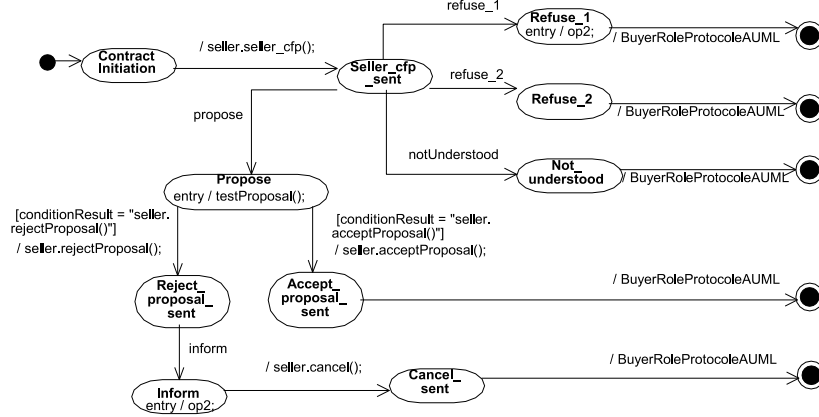 refuse_1
Refuse_1
entry / op2;
/ BuyerRoleProtocoleAUML
Contract
Initiation
/ seller.seller_cfp();
Seller_cfp
_sent
refuse_2
Refuse_2
/ BuyerRoleProtocoleAUML
propose
notUnderstood
Not_
understood
/ BuyerRoleProtocoleAUML
Propose
entry / testProposal();
[conditionResult = "seller.
rejectProposal()"]
/ seller.rejectProposal();
[conditionResult = "seller.
acceptProposal()"]
/ seller.acceptProposal();
Reject_
proposal_
sent
Accept_
proposal_
sent
/ BuyerRoleProtocoleAUML
inform
Inform
entry / op2;
/ seller.cancel();
Cancel_
sent
/ BuyerRoleProtocoleAUML